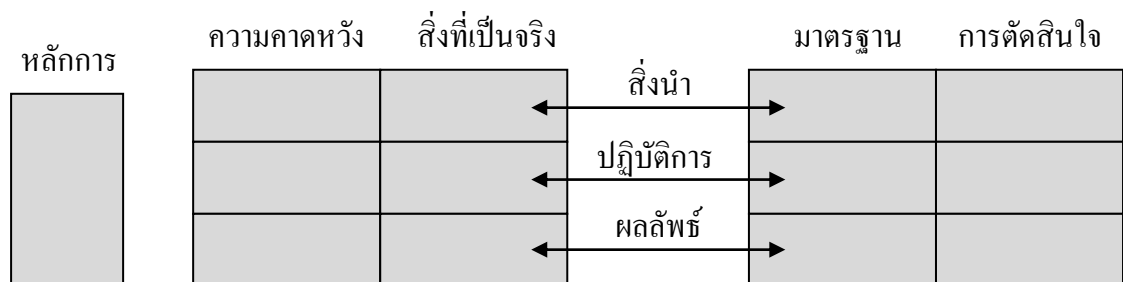 หลักการ
ความคาดหวัง สิ่งที่เป็นจริง
มาตรฐาน การตัดสินใจ
สิ่งนำ
ปฏิบัติการ
ผลลัพธ์